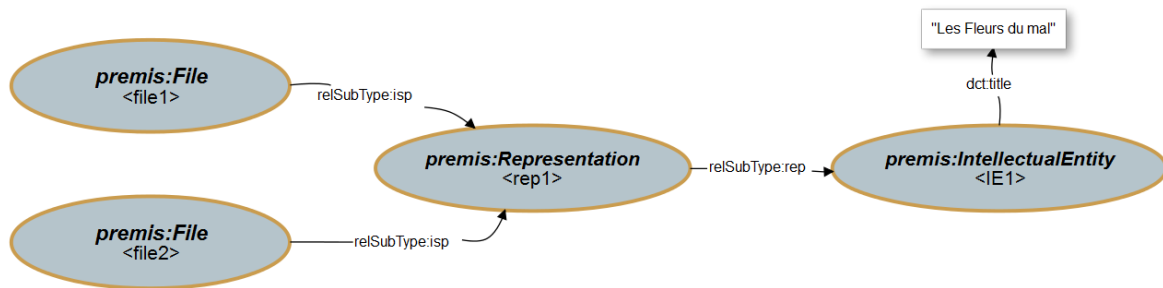 "Les Fleurs du mal"
premis:File
<file1>
relSubType:isp
dct:title
premis:Representation
<rep1>
relSubType:rep
premis:IntellectualEntity
<IE1>
premis:File
<file2>
relSubType:isp